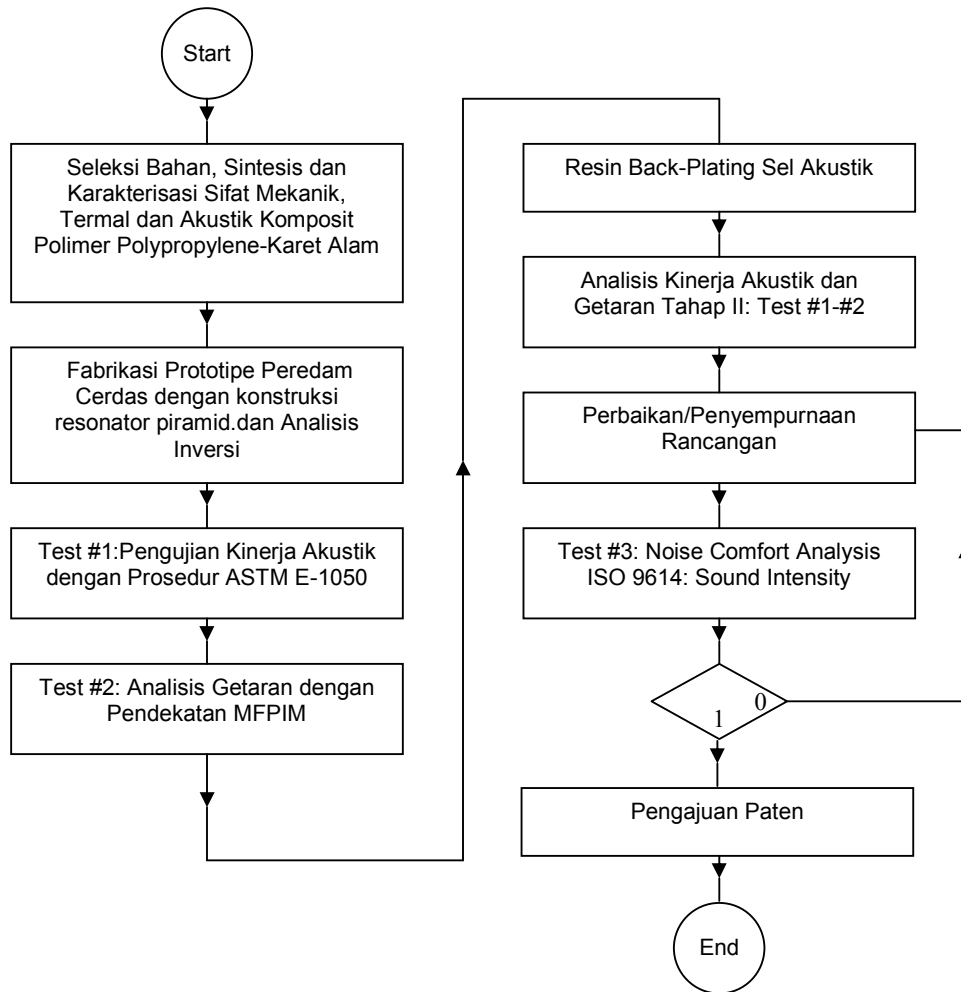 Start
Seleksi Bahan, Sintesis dan
Karakterisasi Sifat Mekanik,
Termal dan Akustik Komposit
Polimer Polypropylene-Karet Alam
Fabrikasi Prototipe Peredam
Cerdas dengan konstruksi
resonator piramid.dan Analisis
Inversi
Test #1:Pengujian Kinerja Akustik
dengan Prosedur ASTM E-1050
Test #2: Analisis Getaran dengan
Pendekatan MFPIM
Resin Back-Plating Sel Akustik
Analisis Kinerja Akustik dan
Getaran Tahap II: Test #1-#2
Perbaikan/Penyempurnaan
Rancangan
Test #3: Noise Comfort Analysis
ISO 9614: Sound Intensity
0
1
Pengajuan Paten
End